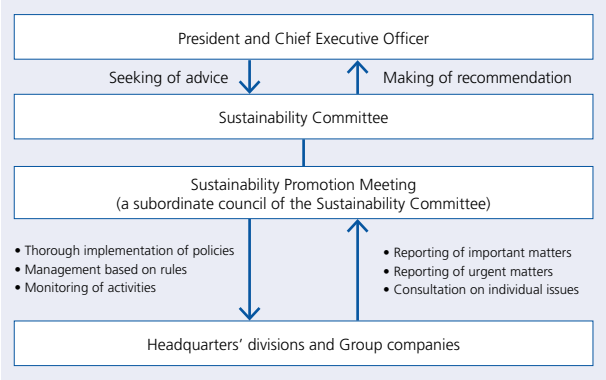 President and Chief Executive Officer
Seeking of advice
Making of recommendation
Sustainability Committee
Sustainability Promotion Meeting
(a subordinate council of the Sustainability Committee)
• Thorough implementation of policies
• Management based on rules
• Monitoring of activities
• Reporting of important matters
• Reporting of urgent matters
• Consultation on individual issues
Headquarters’ divisions and Group companies